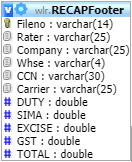 wlr.RECAPFooter
Fileno : varchar(14)
Rater : varchar(25)
Company : varchar(25)
Whse : varchar(4)
CCN : varchar(30)
Carrier : varchar(25)
# DUTY : double
# SIMA : double
# EXCISE : double
# GST : double
# TOTAL : double